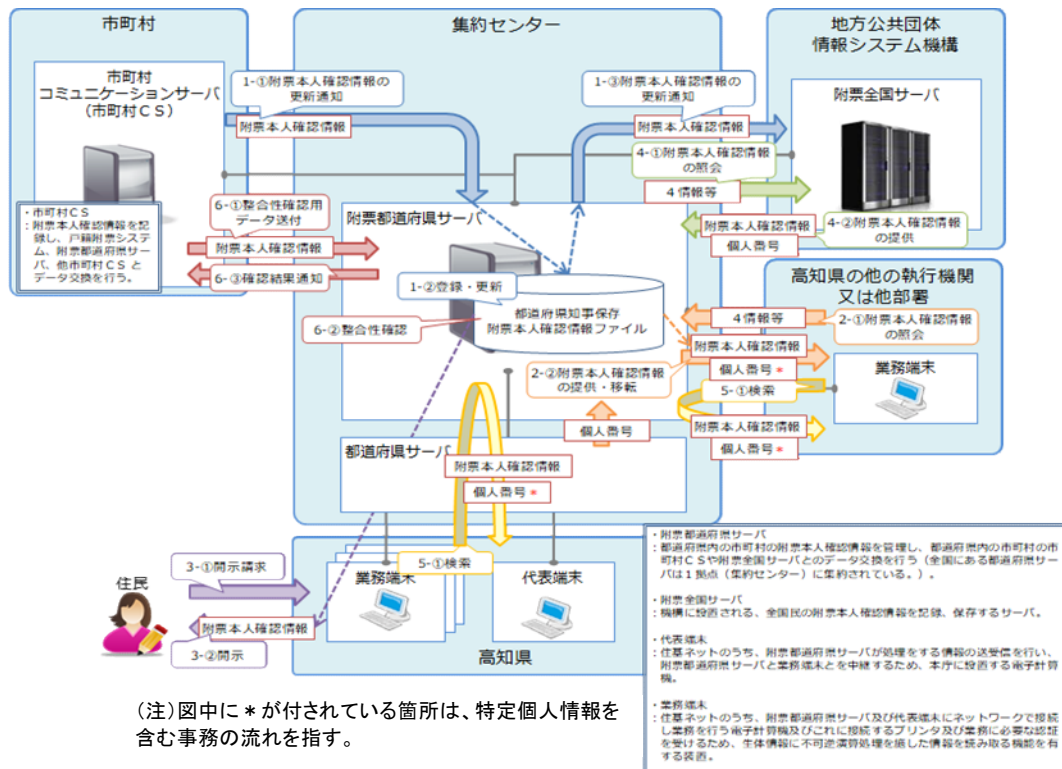 市町村
市町村
コミュニケーションサーバ
（市町村ＣＳ）
・市町村ＣＳ
：附票本人確認情報を記
録し、戸籍附票システ
ム、附票都道府県サー
バ、他市町村ＣＳと
データ交換を行う。
集約センター
1-①附票本人確認情報の
更新通知
附票本人確認情報
1-③附票本人確認情報の
更新通知
附票本人確認情報
地方公共団体
情報システム機構
附票全国サーバ
4-①附票本人確認情報
の照会
４情報等
附票本人確認情報
個人番号
4-②附票本人確認情報
の提供
6-①整合性確認用
データ送付
附票本人確認情報
6-③確認結果通知
附票都道府県サーバ
1-②登録・更新
都道府県知事保存
附票本人確認情報ファイル
6-②整合性確認
高知県の他の執行機関
又は他部署
４情報等
2-①附票本人確認情報
の照会
附票本人確認情報
個人番号＊
2-②附票本人確認情報
の提供・移転
業務端末
5-①検索
附票本人確認情報
個人番号＊
個人番号
都道府県サーバ
附票本人確認情報
個人番号＊
5-①検索
業務端末
代表端末
高知県
住民
3-①開示請求
附票本人確認情報
3-②開示
・附票都道府県サーバ
：都道府県内の市町村の附票本人確認情報を管理し、都道府県内の市町村の市
町村ＣＳや附票全国サーバとのデータ交換を行う（全国にある都道府県サー
バは１拠点（集約センター）に集約されている。）。
・附票全国サーバ
：機構に設置される、全国民の附票本人確認情報を記録、保存するサーバ。
・代表端末
：住基ネットのうち、附票都道府県サーバが処理をする情報の送受信を行い、
附票都道府県サーバと業務端末とを中継するため、本庁に設置する電子計算
機。
・業務端末
：住基ネットのうち、附票都道府県サーバ及び代表端末にネットワークで接続
し業務を行う電子計算機及びこれに接続するプリンタ及び業務に必要な認証
を受けるため、生体情報に不可逆演算処理を施した情報を読み取る機能を有
する装置。
（注）図中に＊が付されている箇所は、特定個人情報を
含む事務の流れを指す。